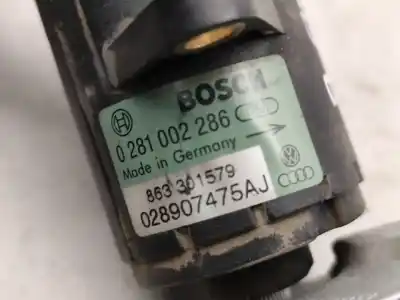 BOSCH
0 281 002 286
Made in Germany
863 301579
028907475AJ